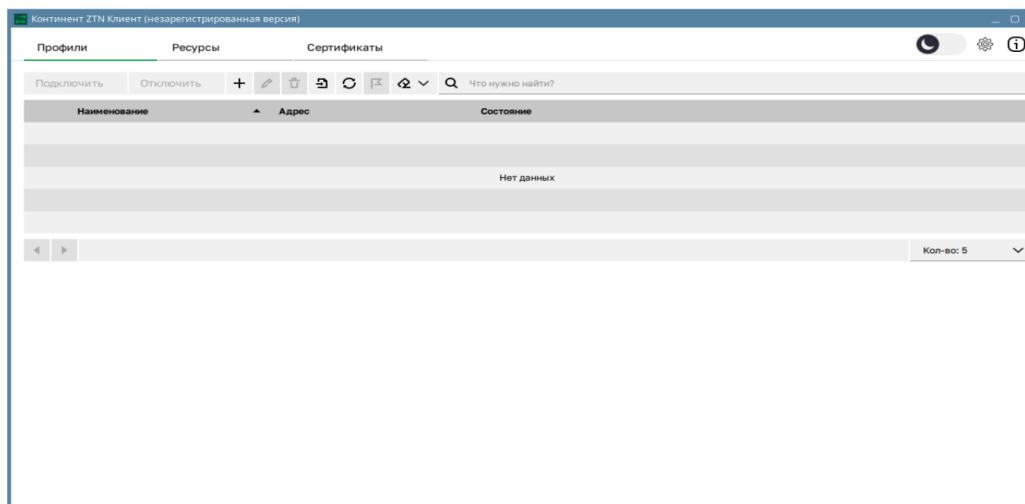 Континент ZTN Клиент (незарегистрированная версия)
Профили Ресурсы Сертификаты
Подключить Отключить Что нужно найти?
Наименование Адрес Состояние
Нет данных
Кол-во: 5